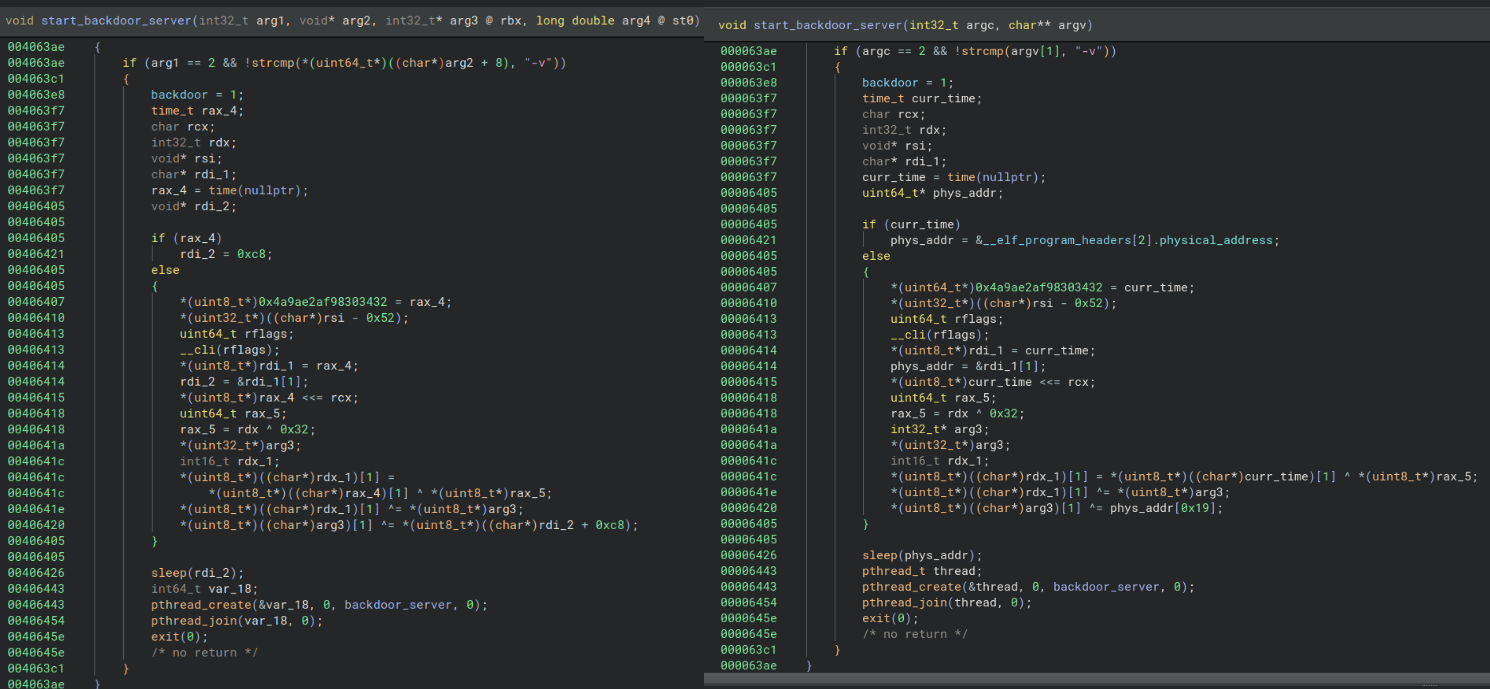 void start_backdoor_server(int32_t arg1, void* arg2, int32_t* arg3 @ rbx, long double arg4 @ st0)
004063ae {
004063ae if (arg1 == 2 && !strcmp(*(uint64_t*)((char*)arg2 + 8), "-v"))
004063c1 {
004063e8 backdoor = 1;
004063f7 time_t rax_4;
004063f7 char rcx;
004063f7 int32_t rdx;
004063f7 void* rsi;
004063f7 char* rdi_1;
004063f7 rax_4 = time(nullptr);
00406405 void* rdi_2;
00406405
00406405 if (rax_4)
00406421 rdi_2 = 0xc8;
00406405 else
00406405 {
00406407 *(uint8_t*)0x4a9ae2af98303432 = rax_4;
00406410 *(uint32_t*)((char*)rsi - 0x52);
00406413 uint64_t rflags;
00406413 __cli(rflags);
00406414 *(uint8_t*)rdi_1 = rax_4;
00406414 rdi_2 = &rdi_1[1];
00406415 *(uint8_t*)rax_4 <<= rcx;
00406418 uint64_t rax_5;
00406418 rax_5 = rdx ^ 0x32;
0040641a *(uint32_t*)arg3;
0040641c int16_t rdx_1;
0040641c *(uint8_t*)((char*)rdx_1)[1] =
0040641c *(uint8_t*)((char*)rax_4)[1] ^ *(uint8_t*)rax_5;
0040641e *(uint8_t*)((char*)rdx_1)[1] ^= *(uint8_t*)arg3;
00406420 *(uint8_t*)((char*)arg3)[1] ^= *(uint8_t*)((char*)rdi_2 + 0xc8);
00406405 }
00406405
00406426 sleep(rdi_2);
00406443 int64_t var_18;
00406443 pthread_create(&var_18, 0, backdoor_server, 0);
00406454 pthread_join(var_18, 0);
0040645e exit(0);
0040645e /* no return */
004063c1 }
004063ae }
void start_backdoor_server(int32_t argc, char** argv)
000063ae if (argc == 2 && !strcmp(argv[1], "-v"))
000063c1 {
000063e8 backdoor = 1;
000063f7 time_t curr_time;
000063f7 char rcx;
000063f7 int32_t rdx;
000063f7 void* rsi;
000063f7 char* rdi_1;
000063f7 curr_time = time(nullptr);
00006405 uint64_t* phys_addr;
00006405
00006405 if (curr_time)
00006421 phys_addr = &__elf_program_headers[2].physical_address;
00006405 else
00006405 {
00006407 *(uint64_t*)0x4a9ae2af98303432 = curr_time;
00006410 *(uint32_t*)((char*)rsi - 0x52);
00006413 uint64_t rflags;
00006413 __cli(rflags);
00006414 *(uint8_t*)rdi_1 = curr_time;
00006414 phys_addr = &rdi_1[1];
00006415 *(uint8_t*)curr_time <<= rcx;
00006418 uint64_t rax_5;
00006418 rax_5 = rdx ^ 0x32;
0000641a int32_t* arg3;
0000641a *(uint32_t*)arg3;
0000641c int16_t rdx_1;
0000641c *(uint8_t*)((char*)rdx_1)[1] = *(uint8_t*)((char*)curr_time)[1] ^ *(uint8_t*)rax_5;
0000641e *(uint8_t*)((char*)rdx_1)[1] ^= *(uint8_t*)arg3;
00006420 *(uint8_t*)((char*)arg3)[1] ^= phys_addr[0x19];
00006405 }
00006405
00006426 sleep(phys_addr);
00006443 pthread_t thread;
00006443 pthread_create(&thread, 0, backdoor_server, 0);
00006454 pthread_join(thread, 0);
0000645e exit(0);
0000645e /* no return */
000063c1 }
000063ae }